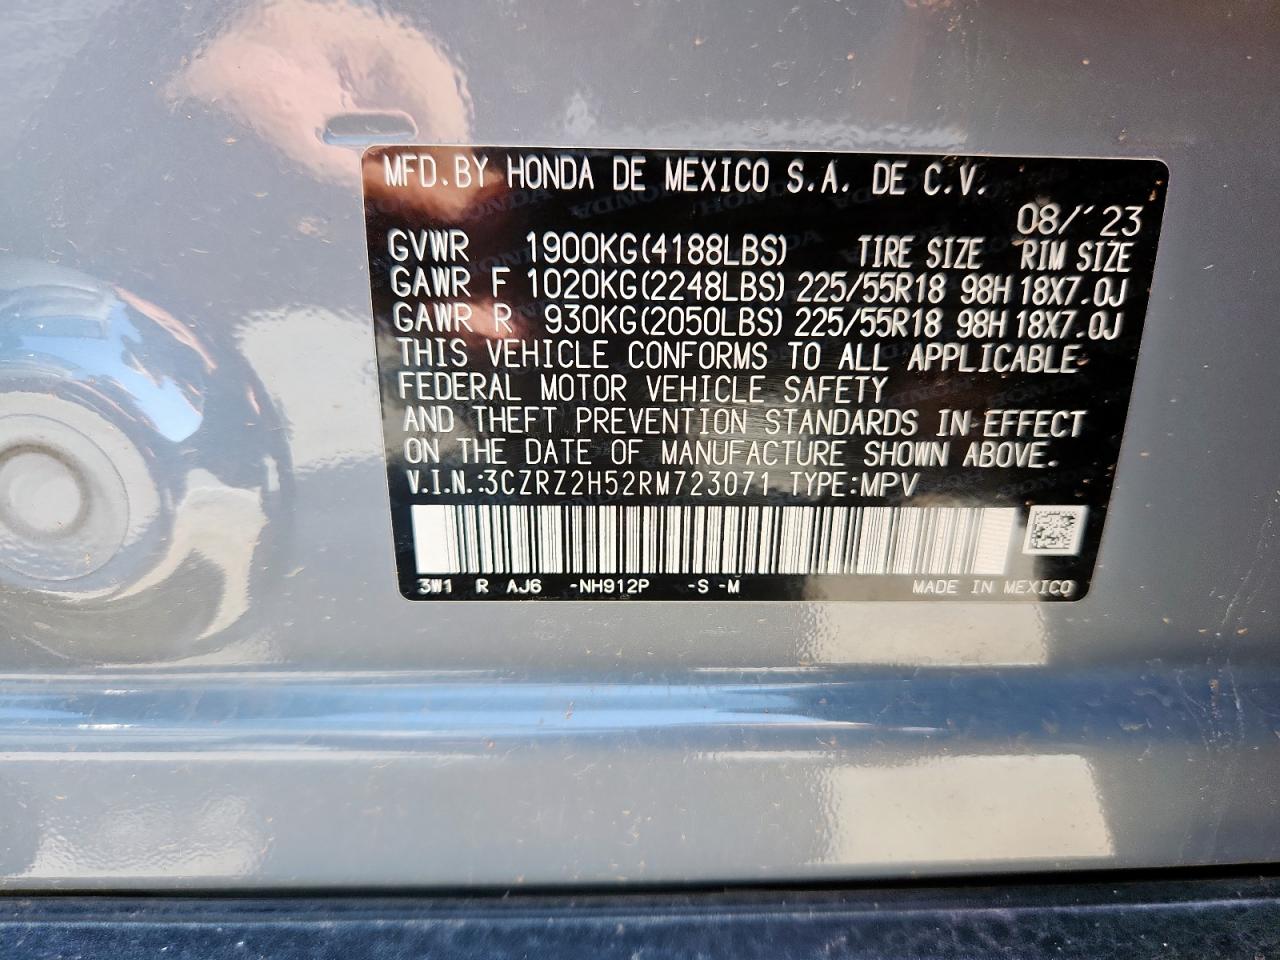 MFD. BY HONDA DE MEXICO S.A. DE C.V.
08/'23
GVWR 1900KG(4188LBS) TIRE SIZE RIM SIZE
GAWR F 1020KG(2248LBS) 225/55R18 98H 18X7.0J
GAWR R 930KG(2050LBS) 225/55R18 98H 18X7.0J
THIS VEHICLE CONFORMS TO ALL APPLICABLE
FEDERAL MOTOR VEHICLE SAFETY
AND THEFT PREVENTION STANDARDS IN EFFECT
ON THE DATE OF MANUFACTURE SHOWN ABOVE.
V.I.N.:3CZRZ2H52RM723071 TYPE:MPV
3W1 R AJ6 -NH912P -S -M MADE IN MEXICO